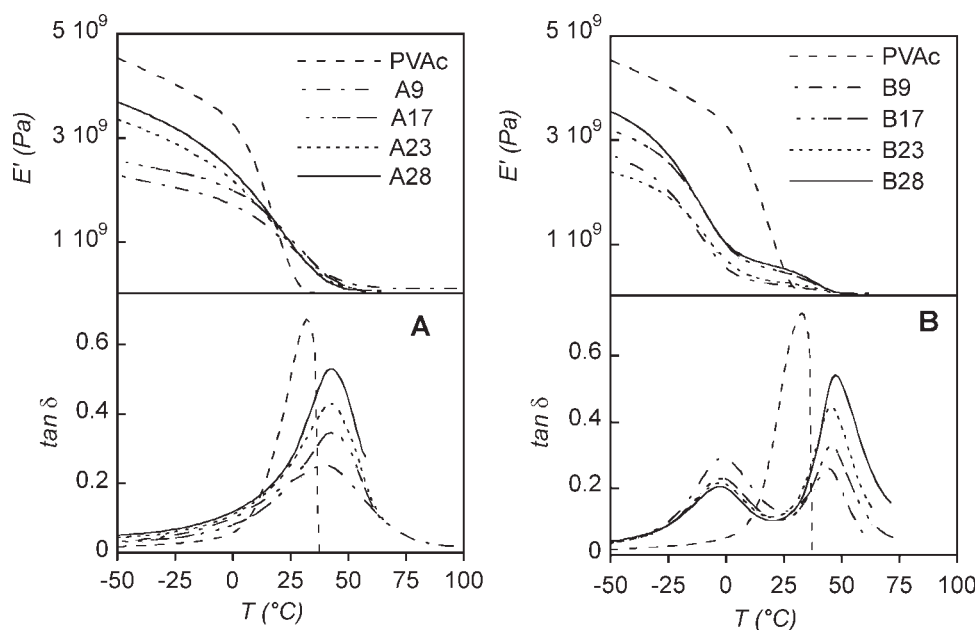 5 10⁹
3 10⁹
1 10⁹
E' (Pa)
PVAc
A9
A17
A23
A28
A
0.6
0.4
0.2
0
tan δ
-50 -25 0 25 50 75 100
T (°C)
5 10⁹
3 10⁹
1 10⁹
E' (Pa)
PVAc
B9
B17
B23
B28
B
0.6
0.4
0.2
0
tan δ
-50 -25 0 25 50 75 100
T (°C)